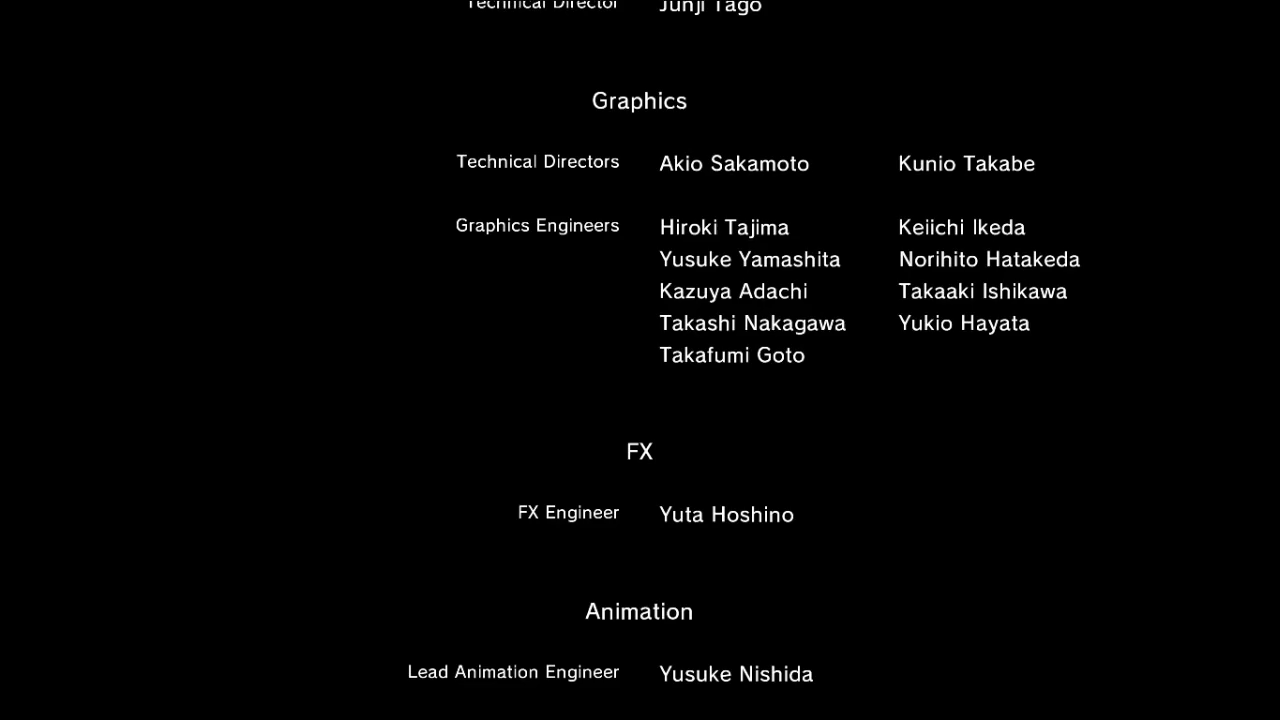 Technical Director Junji Tago
Graphics
Technical Directors Akio Sakamoto Kunio Takabe
Graphics Engineers Hiroki Tajima Keiichi Ikeda
Yusuke Yamashita Norihito Hatakeda
Kazuya Adachi Takaaki Ishikawa
Takashi Nakagawa Yukio Hayata
Takafumi Goto
FX
FX Engineer Yuta Hoshino
Animation
Lead Animation Engineer Yusuke Nishida